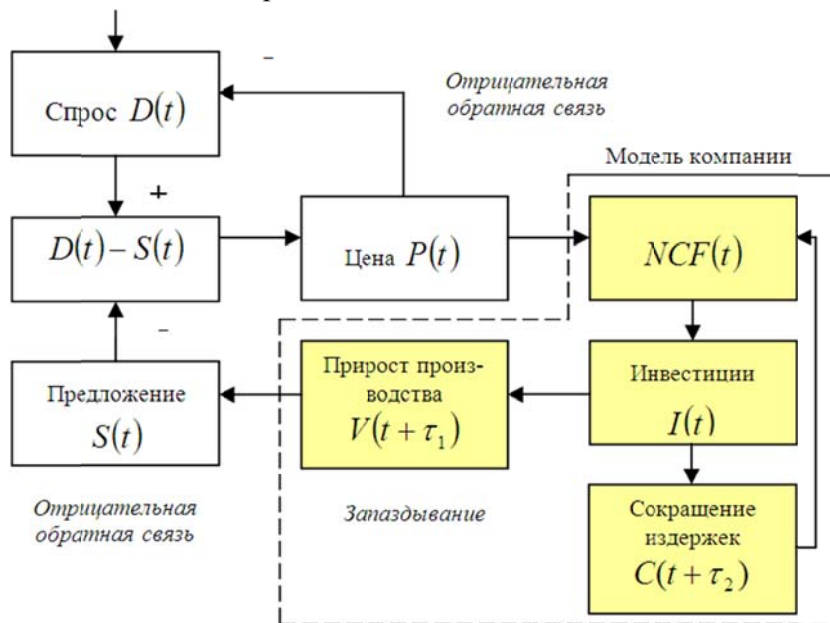 –
Спрос D(t)
Отрицательная
обратная связь
Модель компании
+
D(t) – S(t)
Цена P(t)
NCF(t)
–
Предложение
S(t)
Прирост произ-
водства
V(t + τ₁)
Инвестиции
I(t)
Отрицательная
обратная связь
Запаздывание
Сокращение
издержек
C(t + τ₂)